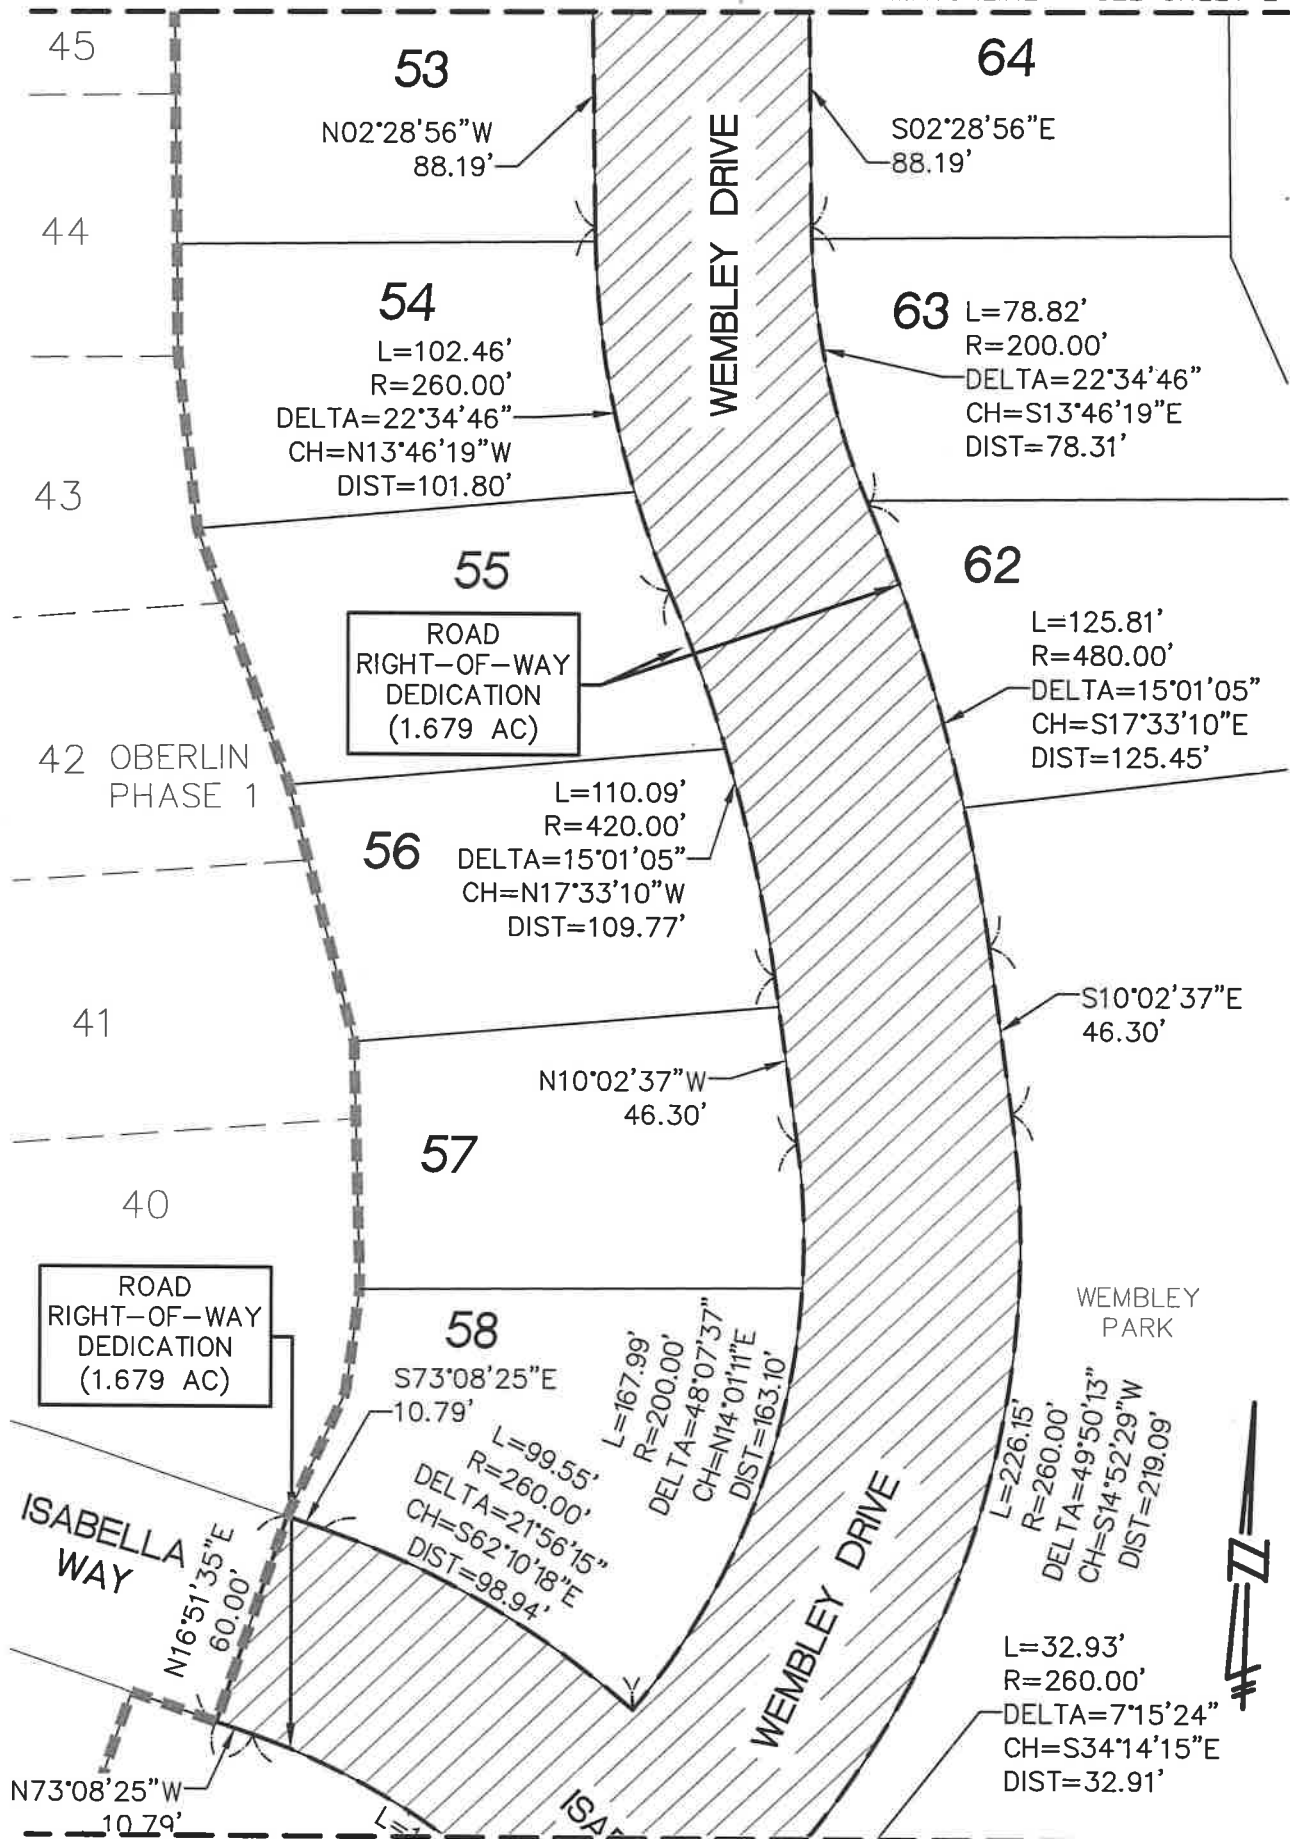 45
53
64
N02°28'56"W
88.19'
S02°28'56"E
88.19'
WEMBLEY DRIVE
44
54
L=102.46'
R=260.00'
DELTA=22°34'46"
CH=N13°46'19"W
DIST=101.80'
63
L=78.82'
R=200.00'
DELTA=22°34'46"
CH=S13°46'19"E
DIST=78.31'
43
55
62
ROAD
RIGHT-OF-WAY
DEDICATION
(1.679 AC)
L=125.81'
R=480.00'
DELTA=15°01'05"
CH=S17°33'10"E
DIST=125.45'
42 OBERLIN
PHASE 1
56
L=110.09'
R=420.00'
DELTA=15°01'05"
CH=N17°33'10"W
DIST=109.77'
41
S10°02'37"E
46.30'
N10°02'37"W
46.30'
57
40
ROAD
RIGHT-OF-WAY
DEDICATION
(1.679 AC)
58
WEMBLEY
PARK
S73°08'25"E
10.79'
L=99.55'
R=260.00'
DELTA=21°56'15"
CH=S62°10'18"E
DIST=98.94'
L=167.99'
R=200.00'
DELTA=48°07'37"
CH=N14°01'11"E
DIST=163.10'
L=226.15'
R=260.00'
DELTA=49°50'13"
CH=S14°52'29"W
DIST=219.09'
ISABELLA
WAY
N16°51'35"E
60.00'
WEMBLEY DRIVE
L=32.93'
R=260.00'
DELTA=7°15'24"
CH=S34°14'15"E
DIST=32.91'
N73°08'25"W
10.79'